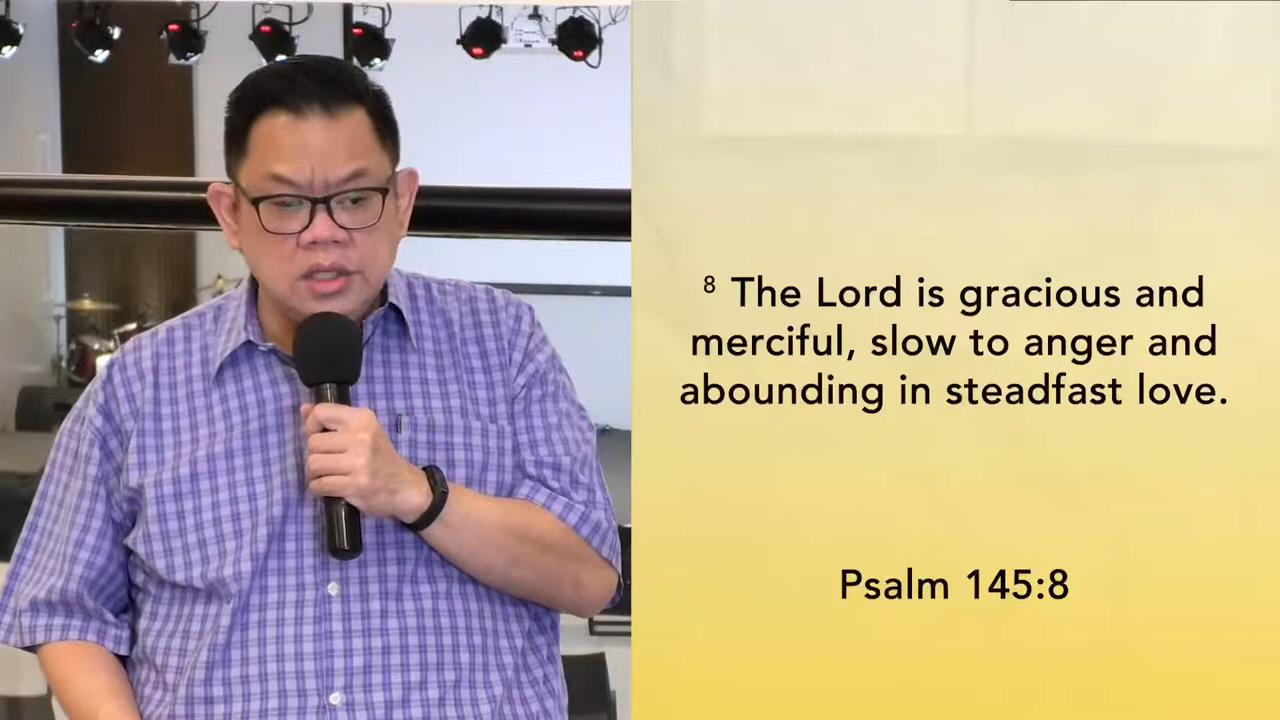 ⁸ The Lord is gracious and
merciful, slow to anger and
abounding in steadfast love.
Psalm 145:8